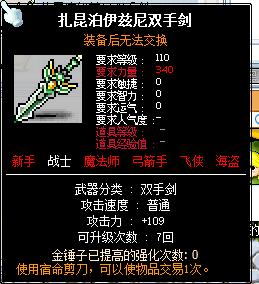 扎昆泊伊兹尼双手剑
装备后无法交换
要求等级: 110
要求力量: 340
要求敏捷: 0
要求智力: 0
要求运气: 0
要求人气度: -
道具等级: -
道具经验值: -
新手 战士 魔法师 弓箭手 飞侠 海盗
武器分类 : 双手剑
攻击速度 : 普通
攻击力 : +109
可升级次数 : 7回
金锤子已提高的强化次数: 0
使用宿命剪刀，可以使物品交易1次。